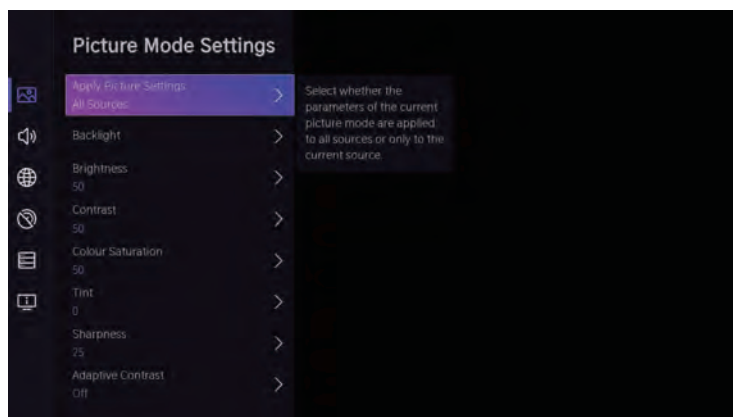 Picture Mode Settings
Apply Picture Settings
All Sources
Select whether the
parameters of the current
picture mode are applied
to all sources or only to the
current source
Backlight
Brightness
50
Contrast
50
Colour Saturation
50
Tint
0
Sharpness
25
Adaptive Contrast
Off